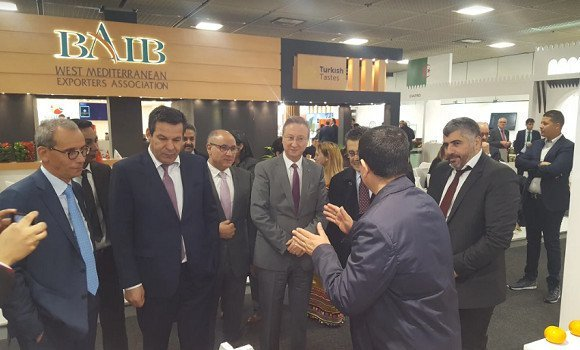 BAIB
WEST MEDITERRANEAN
EXPORTERS ASSOCIATION
Turkish
Tastes